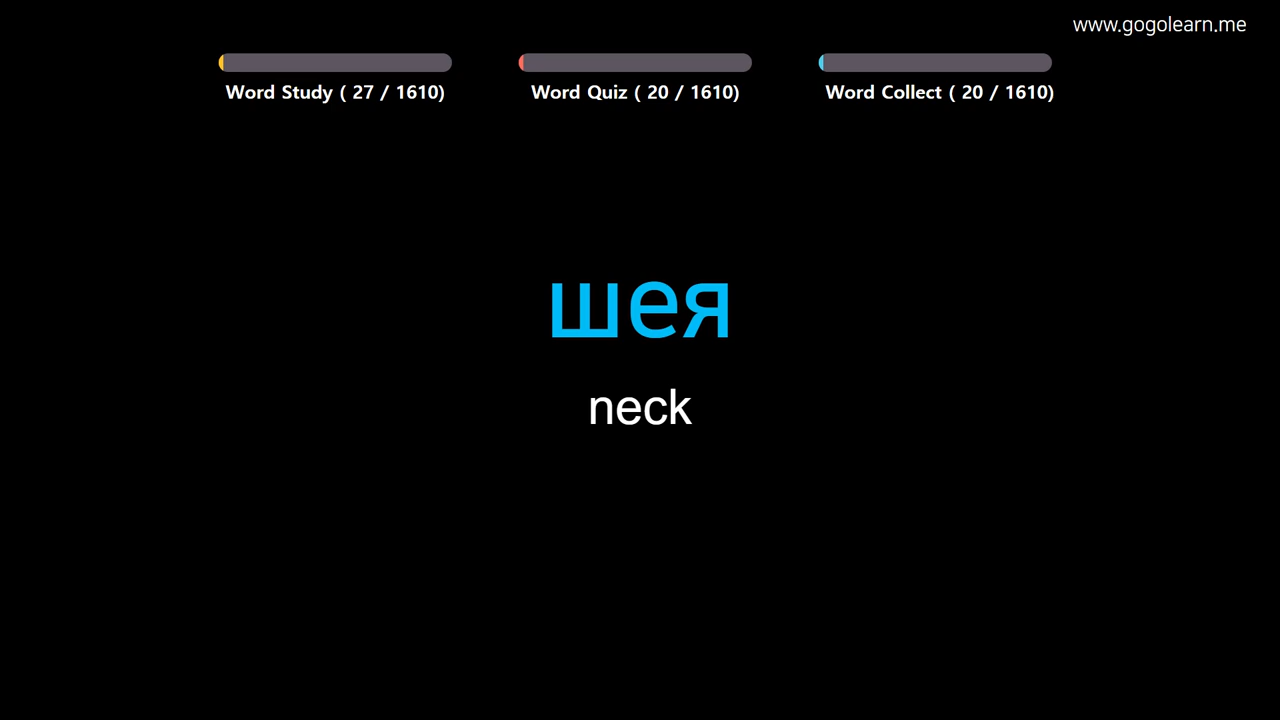 www.gogolearn.me
Word Study ( 27 / 1610)
Word Quiz ( 20 / 1610)
Word Collect ( 20 / 1610)
шея
neck